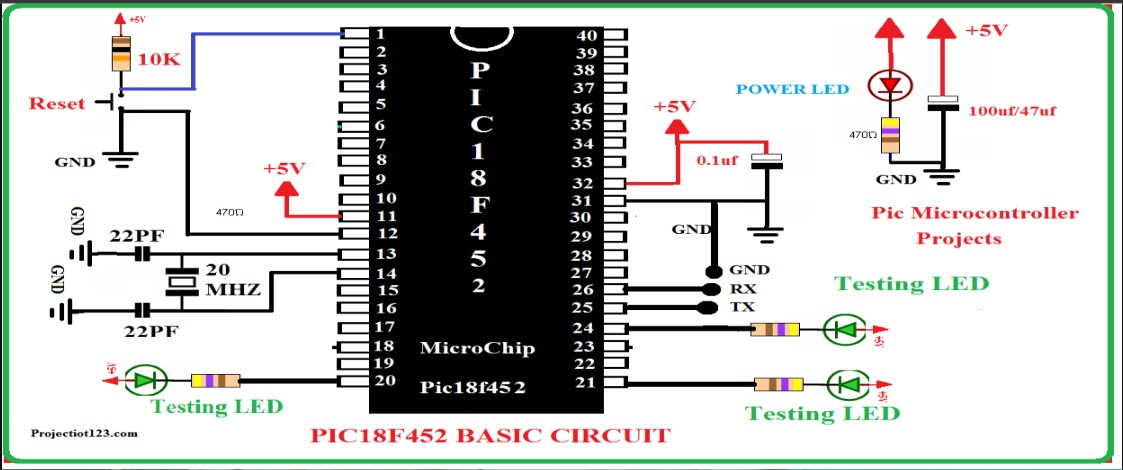 +5V
10K
Reset
GND
+5V
470Ω
GND
22PF
20
MHZ
GND
22PF
+5V
Testing LED
Projectiot123.com
1
2
3
4
5
6
7
8
9
10
11
12
13
14
15
16
17
18
19
20
P
I
C
1
8
F
4
5
2
MicroChip
Pic18f452
40
39
38
37
36
35
34
33
32
31
30
29
28
27
26
25
24
23
22
21
+5V
0.1uf
GND
GND
RX
TX
POWER LED
470Ω
GND
+5V
100uf/47uf
Pic Microcontroller
Projects
Testing LED
Testing LED
PIC18F452 BASIC CIRCUIT